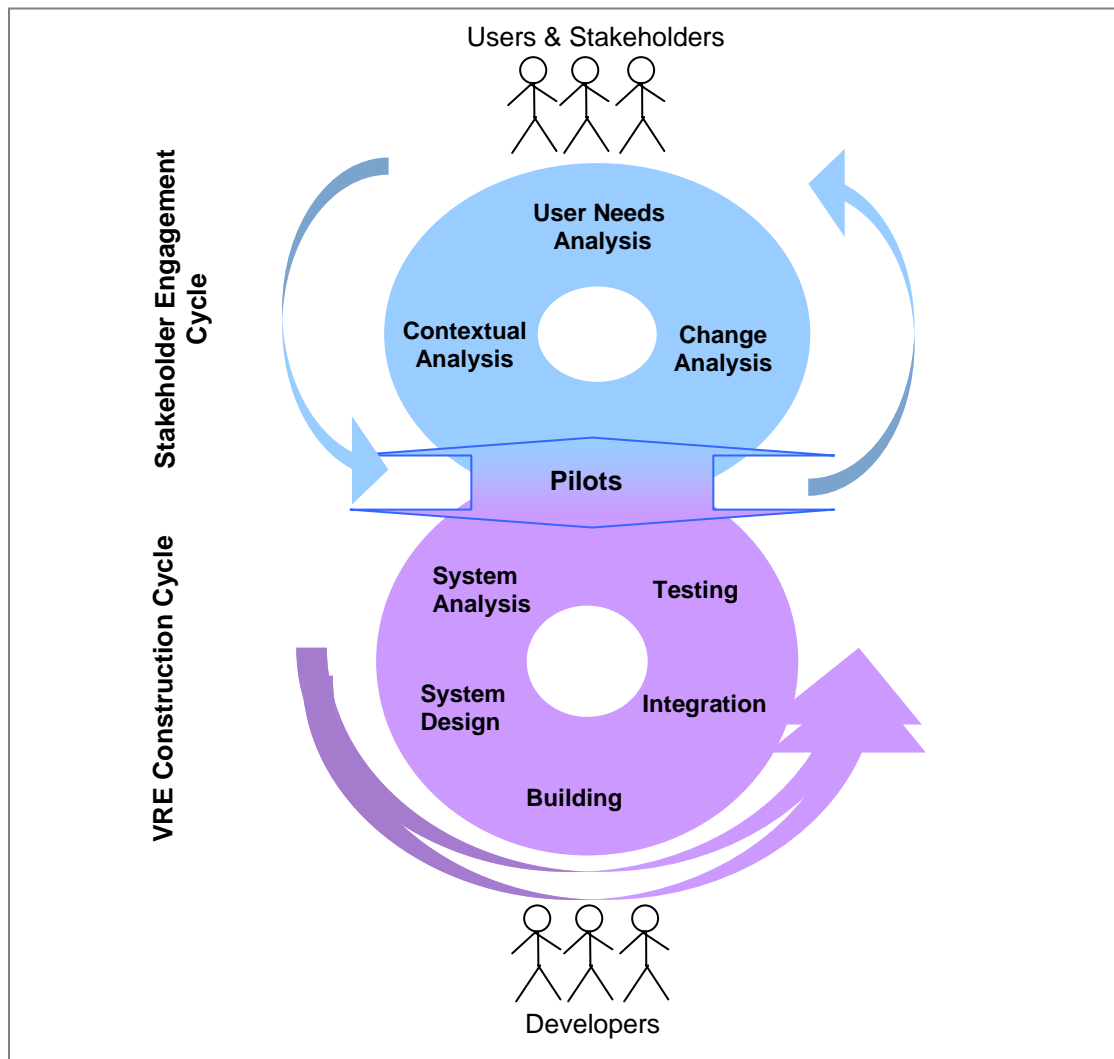 Users & Stakeholders
Stakeholder Engagement
Cycle
User Needs
Analysis
Contextual
Analysis
Change
Analysis
Pilots
VRE Construction Cycle
System
Analysis
Testing
System
Design
Integration
Building
Developers